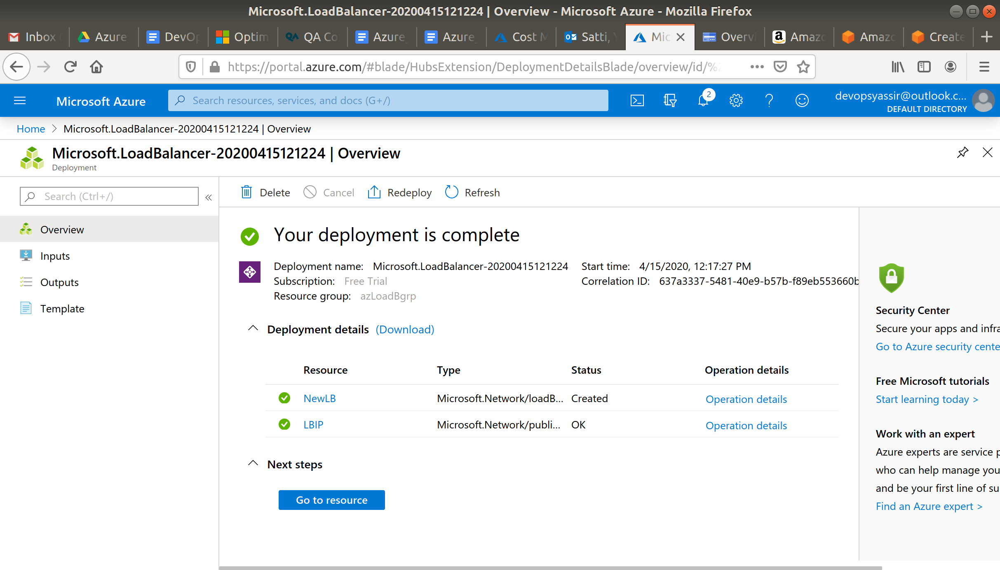 Microsoft.LoadBalancer-20200415121224 | Overview - Microsoft Azure - Mozilla Firefox
Inbox Azure DevOp Optim QA Co Azure_ Azure_ Cost M Satti, Mic Overvi Amazo Amazo Create
https://portal.azure.com/#blade/HubsExtension/DeploymentDetailsBlade/overview/id/%2
Microsoft Azure
Search resources, services, and docs (G+/)
2
devopsyassir@outlook.c...
DEFAULT DIRECTORY
Home > Microsoft.LoadBalancer-20200415121224 | Overview
Microsoft.LoadBalancer-20200415121224 | Overview
Deployment
Search (Ctrl+/)
«
Overview
Inputs
Outputs
Template
Delete Cancel Redeploy Refresh
Your deployment is complete
Deployment name: Microsoft.LoadBalancer-20200415121224
Subscription: Free Trial
Resource group: azLoadBgrp
Start time: 4/15/2020, 12:17:27 PM
Correlation ID: 637a3337-5481-40e9-b57b-f89eb553660b
Deployment details (Download)
Resource Type Status Operation details
NewLB Microsoft.Network/loadB... Created Operation details
LBIP Microsoft.Network/publi... OK Operation details
Next steps
Go to resource
Security Center
Secure your apps and infra
Go to Azure security cente
Free Microsoft tutorials
Start learning today >
Work with an expert
Azure experts are service p
who can help manage you
and be your first line of su
Find an Azure expert >